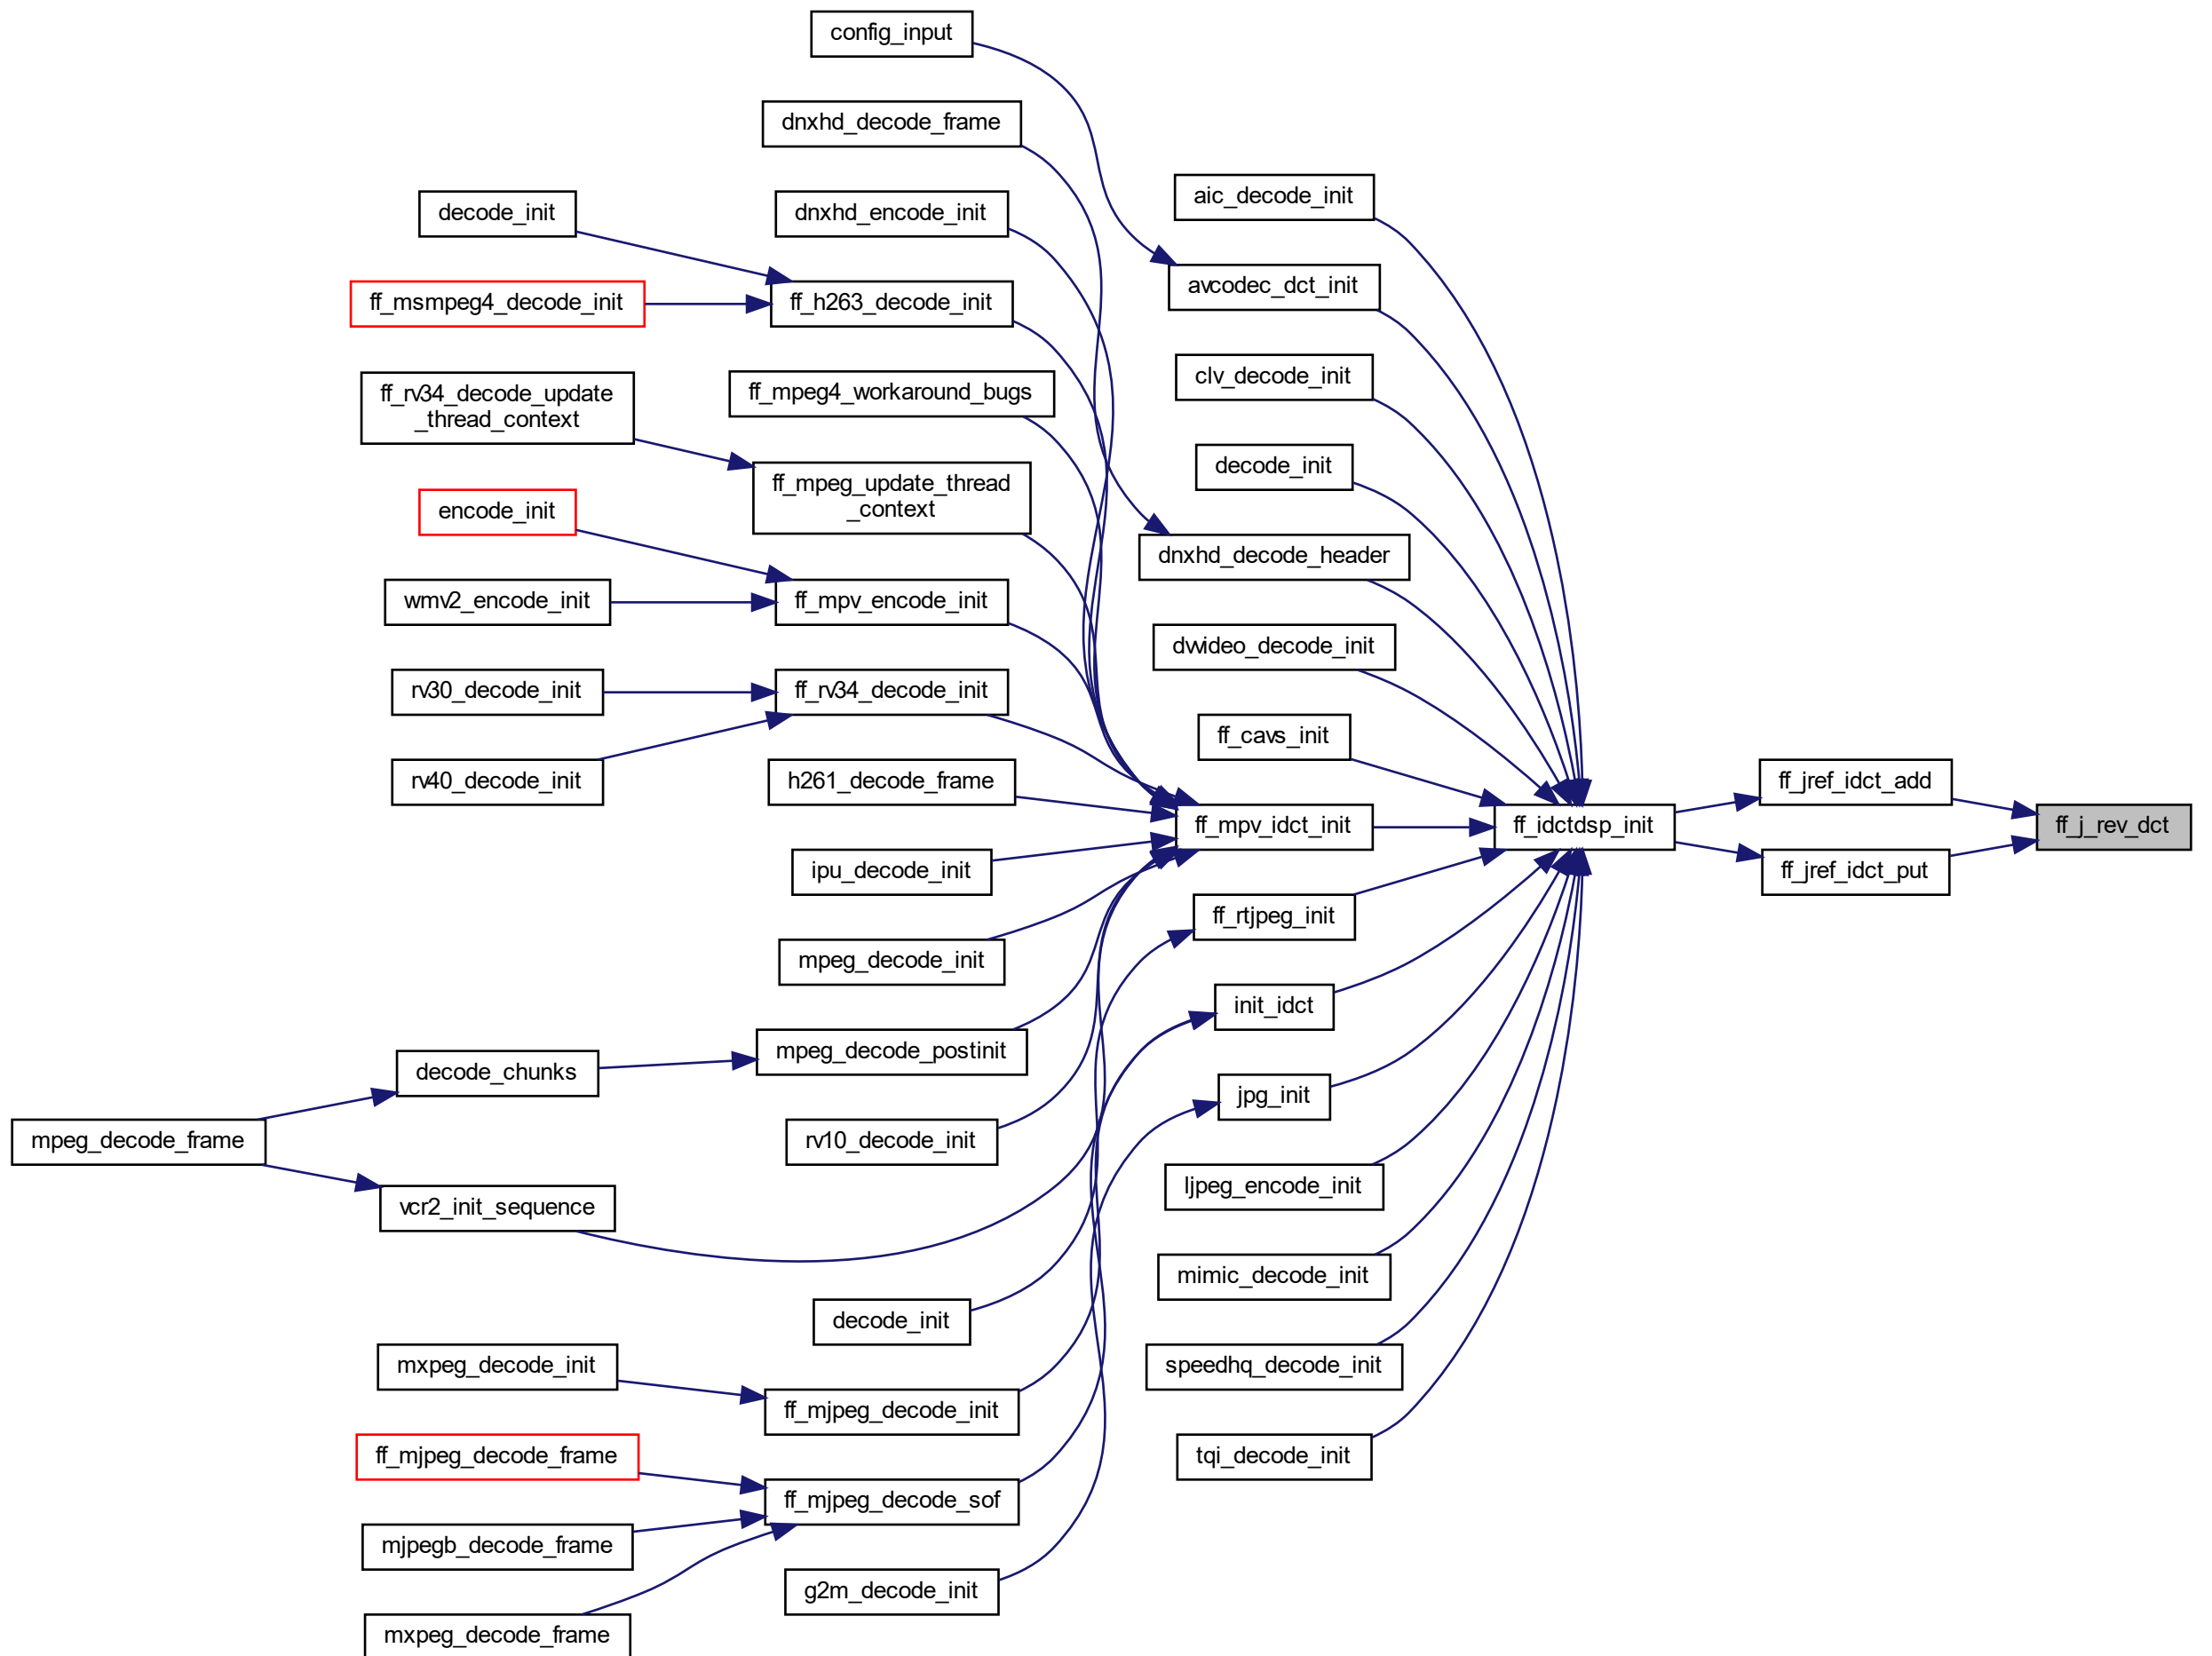 config_input
dnxhd_decode_frame
aic_decode_init
decode_init
dnxhd_encode_init
avcodec_dct_init
ff_msmpeg4_decode_init
ff_h263_decode_init
clv_decode_init
ff_rv34_decode_update
_thread_context
ff_mpeg4_workaround_bugs
decode_init
ff_mpeg_update_thread
_context
encode_init
dnxhd_decode_header
wmv2_encode_init
ff_mpv_encode_init
dvvideo_decode_init
rv30_decode_init
ff_rv34_decode_init
ff_cavs_init
rv40_decode_init
h261_decode_frame
ff_jref_idct_add
ff_mpv_idct_init
ff_idctdsp_init
ff_j_rev_dct
ipu_decode_init
ff_jref_idct_put
ff_rtjpeg_init
mpeg_decode_init
init_idct
decode_chunks
mpeg_decode_postinit
jpg_init
mpeg_decode_frame
rv10_decode_init
ljpeg_encode_init
vcr2_init_sequence
mimic_decode_init
decode_init
mxpeg_decode_init
speedhq_decode_init
ff_mjpeg_decode_init
ff_mjpeg_decode_frame
tqi_decode_init
ff_mjpeg_decode_sof
mjpegb_decode_frame
g2m_decode_init
mxpeg_decode_frame